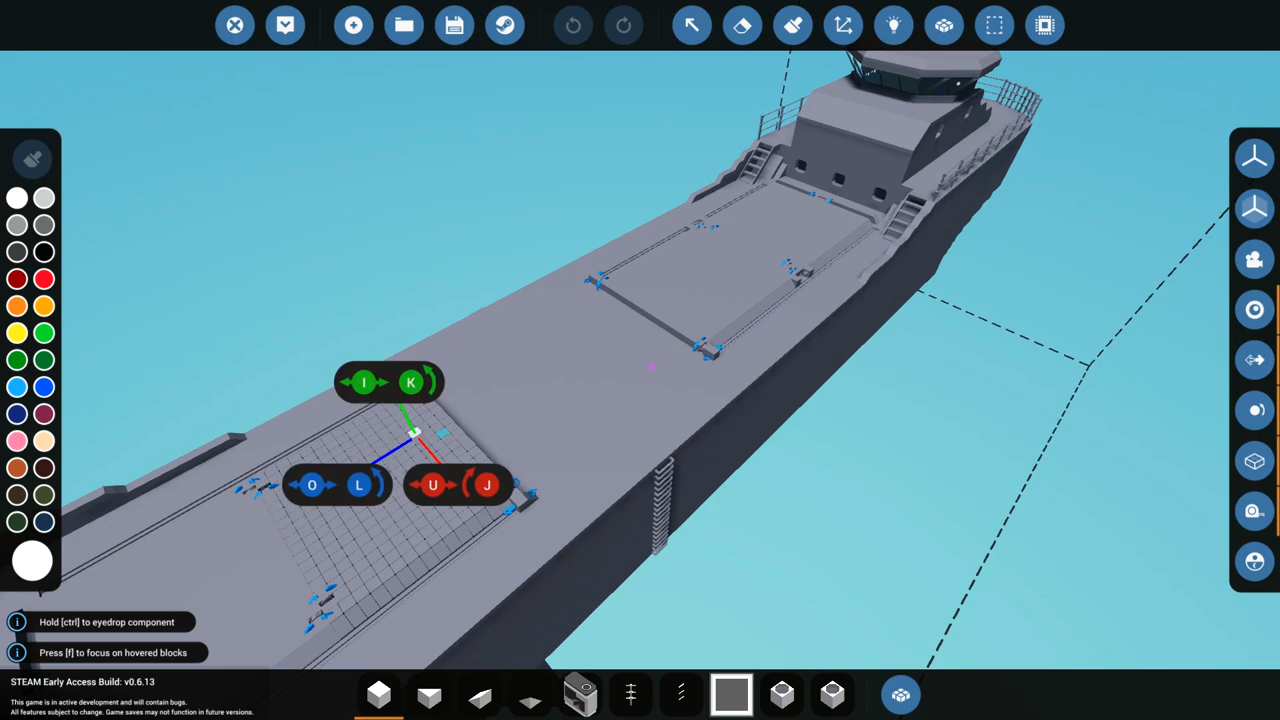 I K
O L U J
Hold [ctrl] to eyedrop component
Press [f] to focus on hovered blocks
STEAM Early Access Build: v0.6.13
This game is in active development and will contain bugs.
All features subject to change. Game saves may not function in future versions.